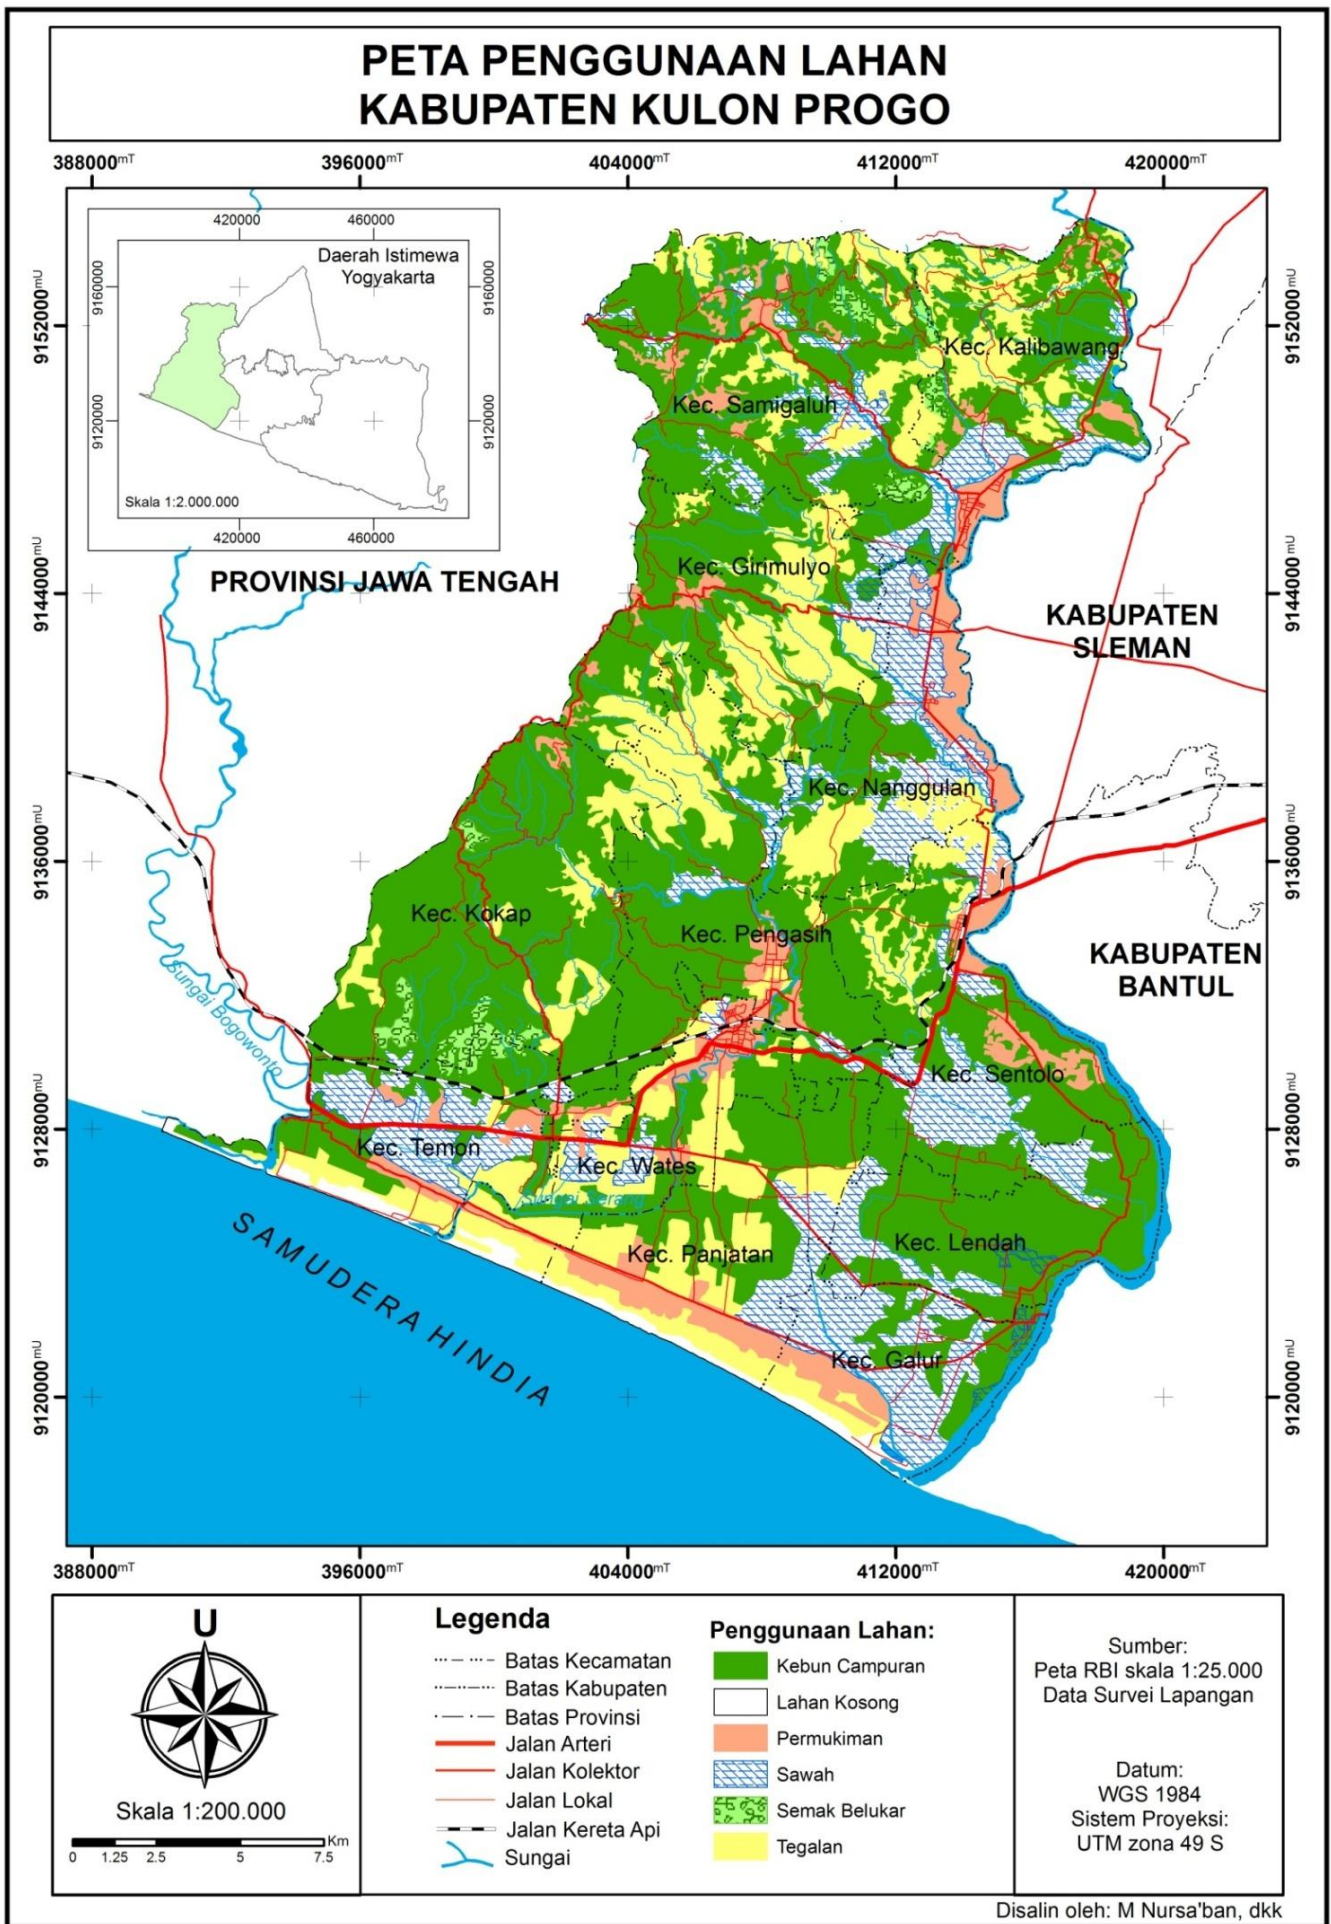 PETA PENGGUNAAN LAHAN
KABUPATEN KULON PROGO
388000mT
396000mT
404000mT
412000mT
420000mT
420000
460000
Daerah Istimewa
Yogyakarta
9160000
9160000
9120000
9120000
Skala 1:2.000.000
420000
460000
9152000mU
9152000mU
Kec. Kalibawang
Kec. Samigaluh
PROVINSI JAWA TENGAH
Kec. Girimulyo
9144000mU
9144000mU
KABUPATEN
SLEMAN
Kec. Nanggulan
9136000mU
9136000mU
Kec. Kokap
Kec. Pengasih
KABUPATEN
BANTUL
Sungai Bogowonto
Kec. Sentolo
9128000mU
9128000mU
Kec. Temon
Kec. Wates
Sungai Serang
Kec. Lendah
Kec. Panjatan
SAMUDERA HINDIA
Kec. Galur
9120000mU
9120000mU
388000mT
396000mT
404000mT
412000mT
420000mT
U
Skala 1:200.000
Km
0 1.25 2.5 5 7.5
Legenda
Batas Kecamatan
Batas Kabupaten
Batas Provinsi
Jalan Arteri
Jalan Kolektor
Jalan Lokal
Jalan Kereta Api
Sungai
Penggunaan Lahan:
Kebun Campuran
Lahan Kosong
Permukiman
Sawah
Semak Belukar
Tegalan
Sumber:
Peta RBI skala 1:25.000
Data Survei Lapangan
Datum:
WGS 1984
Sistem Proyeksi:
UTM zona 49 S
Disalin oleh: M Nursa'ban, dkk